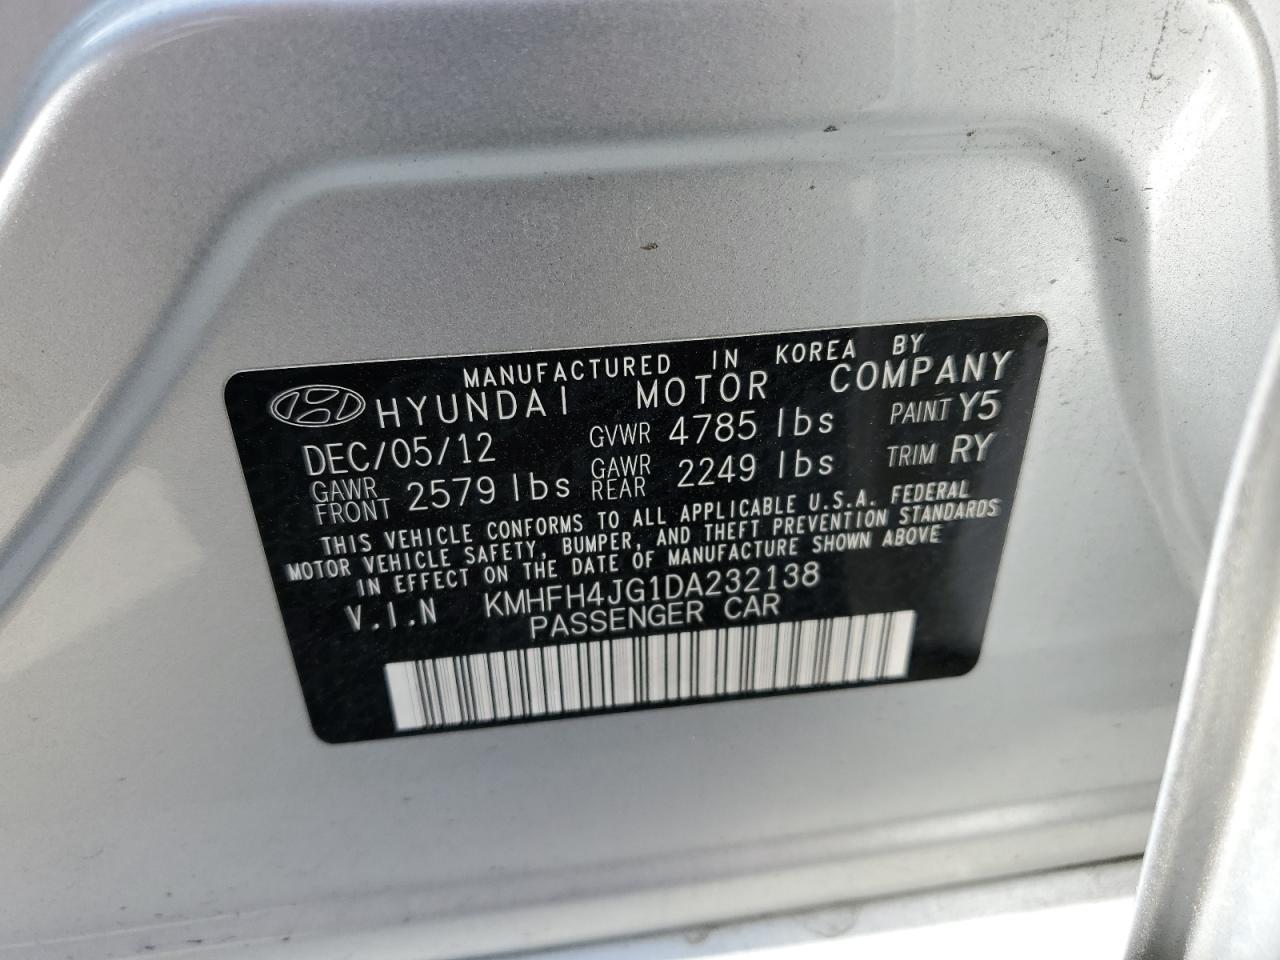 MANUFACTURED IN KOREA BY
HYUNDAI MOTOR COMPANY
DEC/05/12 GVWR 4785 lbs PAINT Y5
GAWR FRONT 2579 lbs GAWR REAR 2249 lbs TRIM RY
THIS VEHICLE CONFORMS TO ALL APPLICABLE U.S.A. FEDERAL
MOTOR VEHICLE SAFETY, BUMPER, AND THEFT PREVENTION STANDARDS
IN EFFECT ON THE DATE OF MANUFACTURE SHOWN ABOVE
V.I.N KMHFH4JG1DA232138
PASSENGER CAR